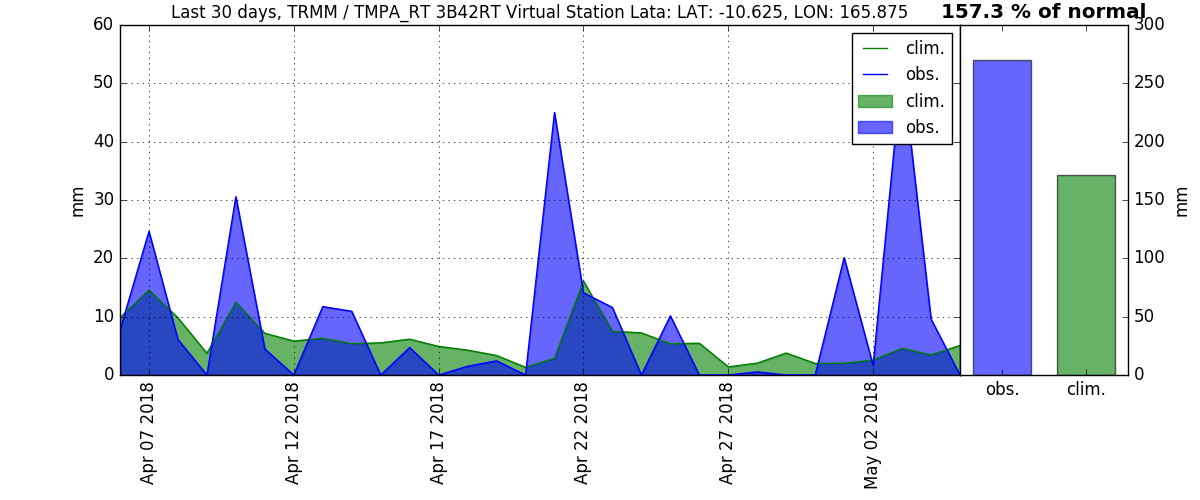 Last 30 days, TRMM / TMPA_RT 3B42RT Virtual Station Lata: LAT: -10.625, LON: 165.875
157.3 % of normal
60
50
40
30
20
10
0
mm
clim.
obs.
clim.
obs.
300
250
200
150
100
50
0
mm
Apr 07 2018
Apr 12 2018
Apr 17 2018
Apr 22 2018
Apr 27 2018
May 02 2018
obs.
clim.